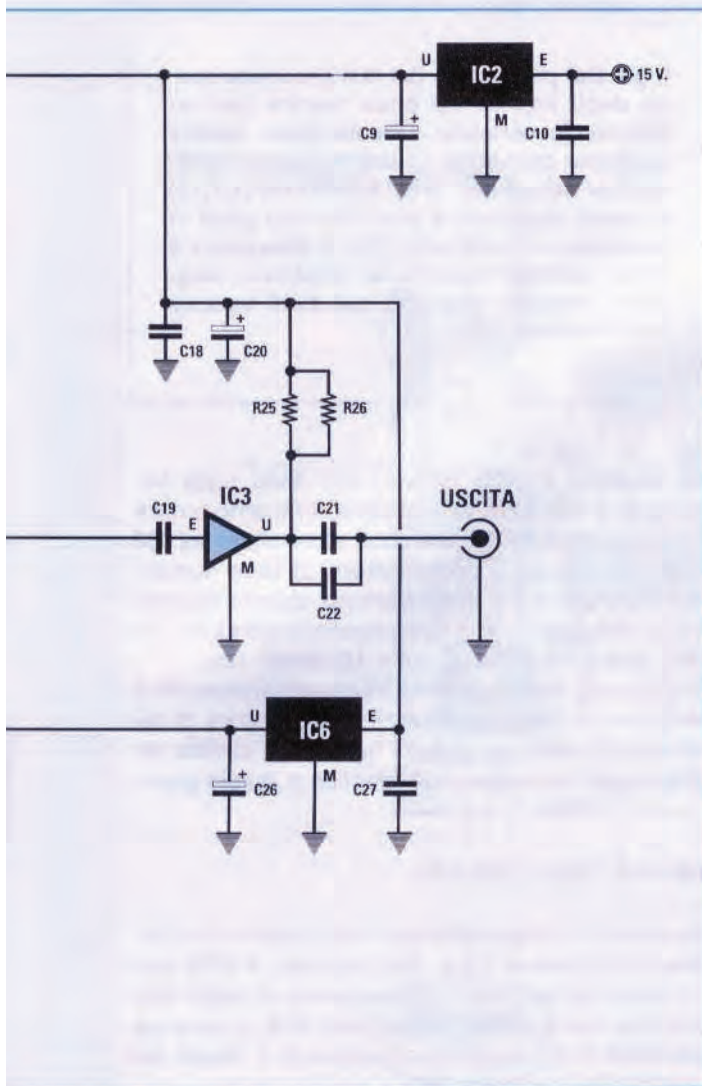 U IC2 E
15 V.
C9 + M C10
C18 + C20
R25 R26
USCITA
C19 E IC3 U C21
M
C22
U IC6 E
+ C26 M C27